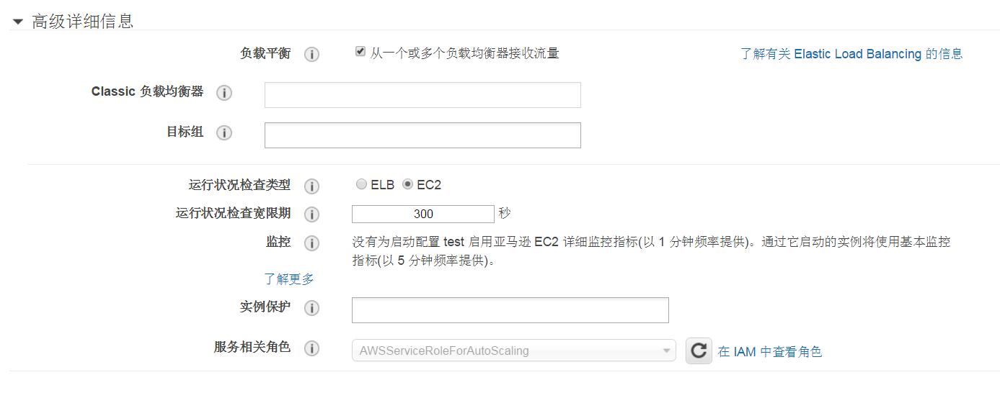 高级详细信息
负载平衡 从一个或多个负载均衡器接收流量 了解有关 Elastic Load Balancing 的信息
Classic 负载均衡器
目标组
运行状况检查类型 ELB EC2
运行状况检查宽限期 300 秒
监控 没有为启动配置 test 启用亚马逊 EC2 详细监控指标(以 1 分钟频率提供)。通过它启动的实例将使用基本监控
指标(以 5 分钟频率提供)。
了解更多
实例保护
服务相关角色 AWSServiceRoleForAutoScaling 在 IAM 中查看角色